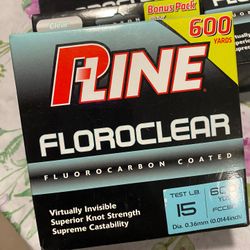 Clear
Bonus Pack
600
YARDS
P-LINE
FLOROCLEAR
FLUOROCARBON COATED
Virtually Invisible
Superior Knot Strength
Supreme Castability
TEST LB.
15
Dia. 0.36mm (0.0144inch)